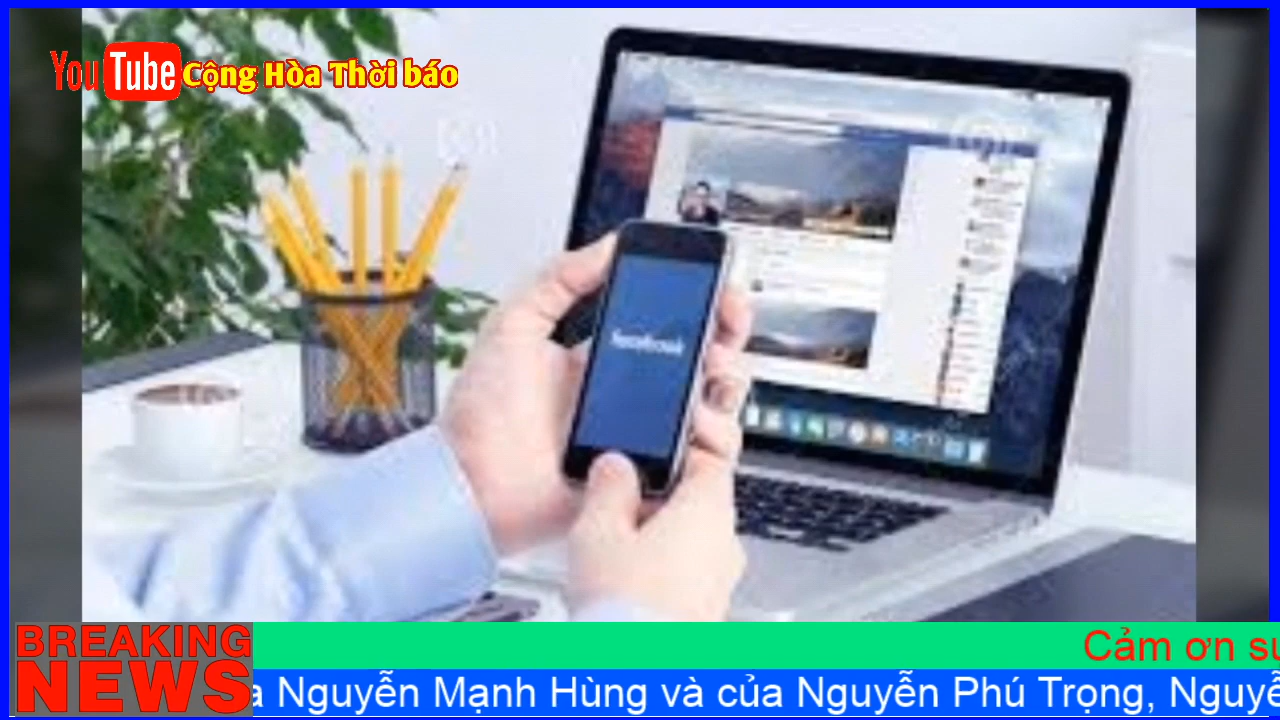 YouTube Cộng Hòa Thời báo
facebook
BREAKING
NEWS
Cảm ơn
Nguyễn Mạnh Hùng và của Nguyễn Phú Trọng,